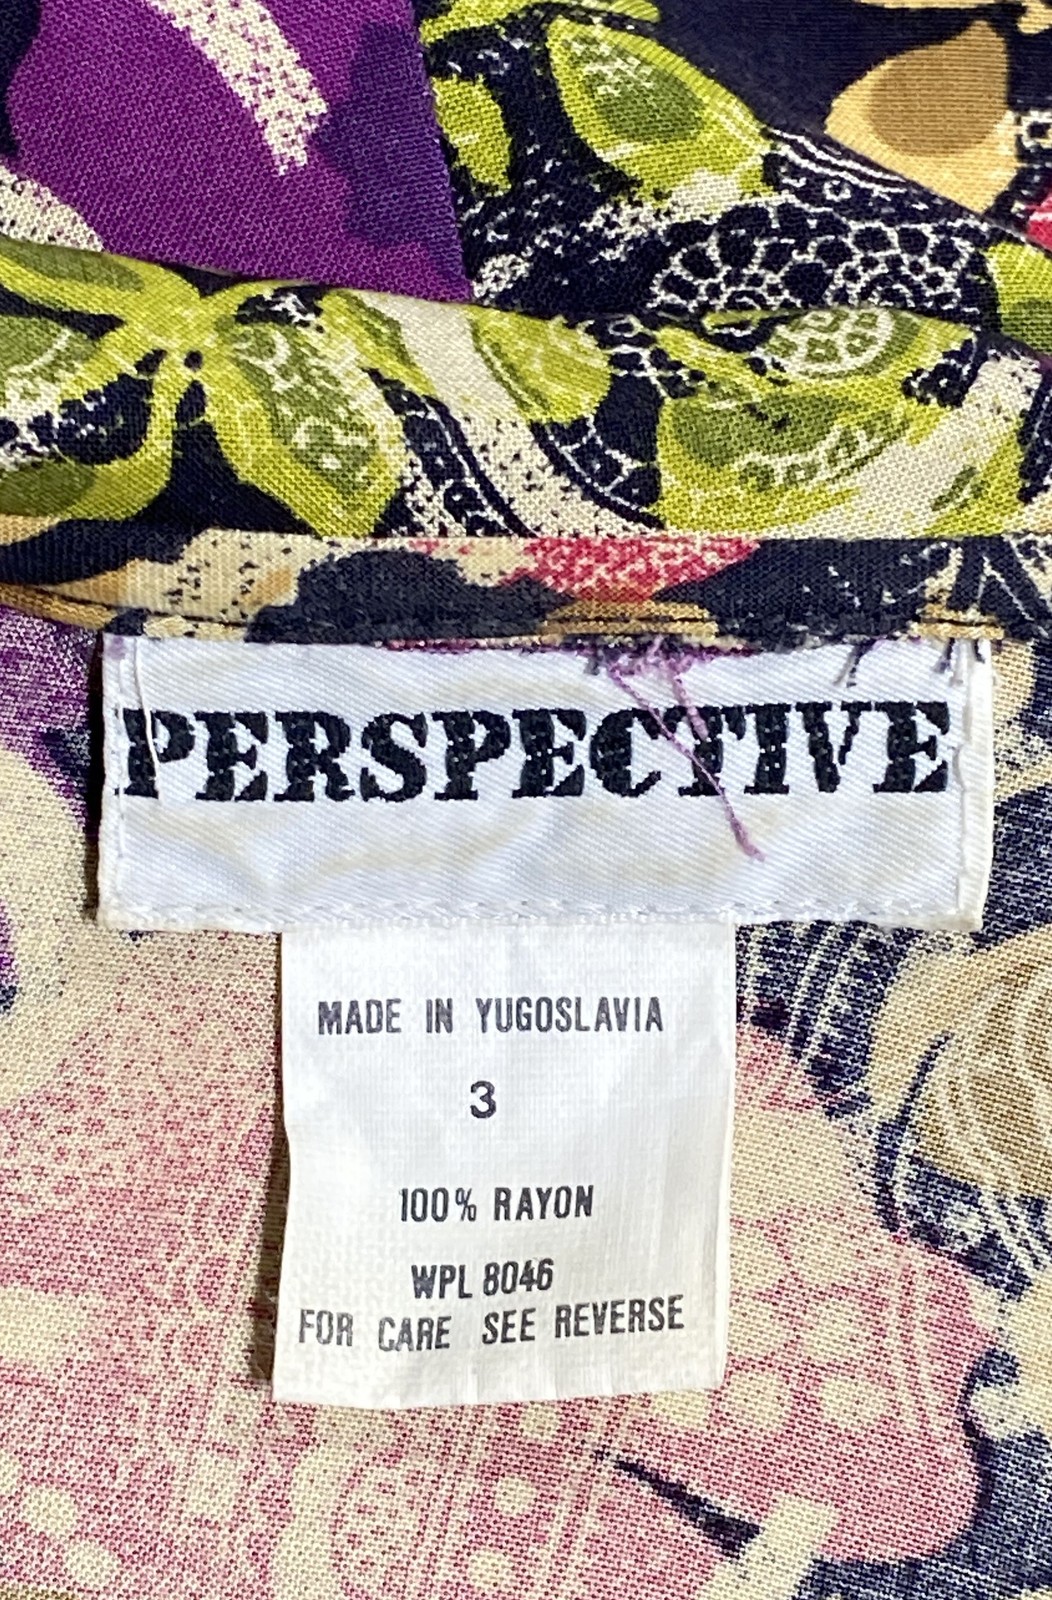 PERSPECTIVE
MADE IN YUGOSLAVIA
3
100% RAYON
WPL 8046
FOR CARE SEE REVERSE